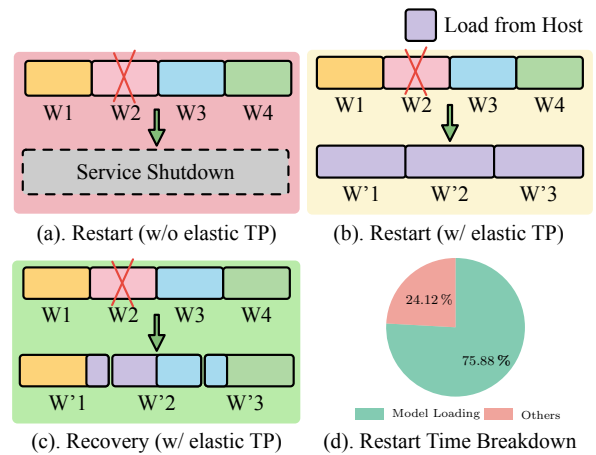 Load from Host
W1 W2 W3 W4
Service Shutdown
(a). Restart (w/o elastic TP)
W1 W2 W3 W4
W'1 W'2 W'3
(b). Restart (w/ elastic TP)
W1 W2 W3 W4
W'1 W'2 W'3
(c). Recovery (w/ elastic TP)
24.12 %
75.88 %
Model Loading Others
(d). Restart Time Breakdown